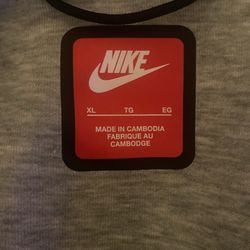 NIKE
XL TG EG
MADE IN CAMBODIA
FABRIQUÉ AU
CAMBODGE